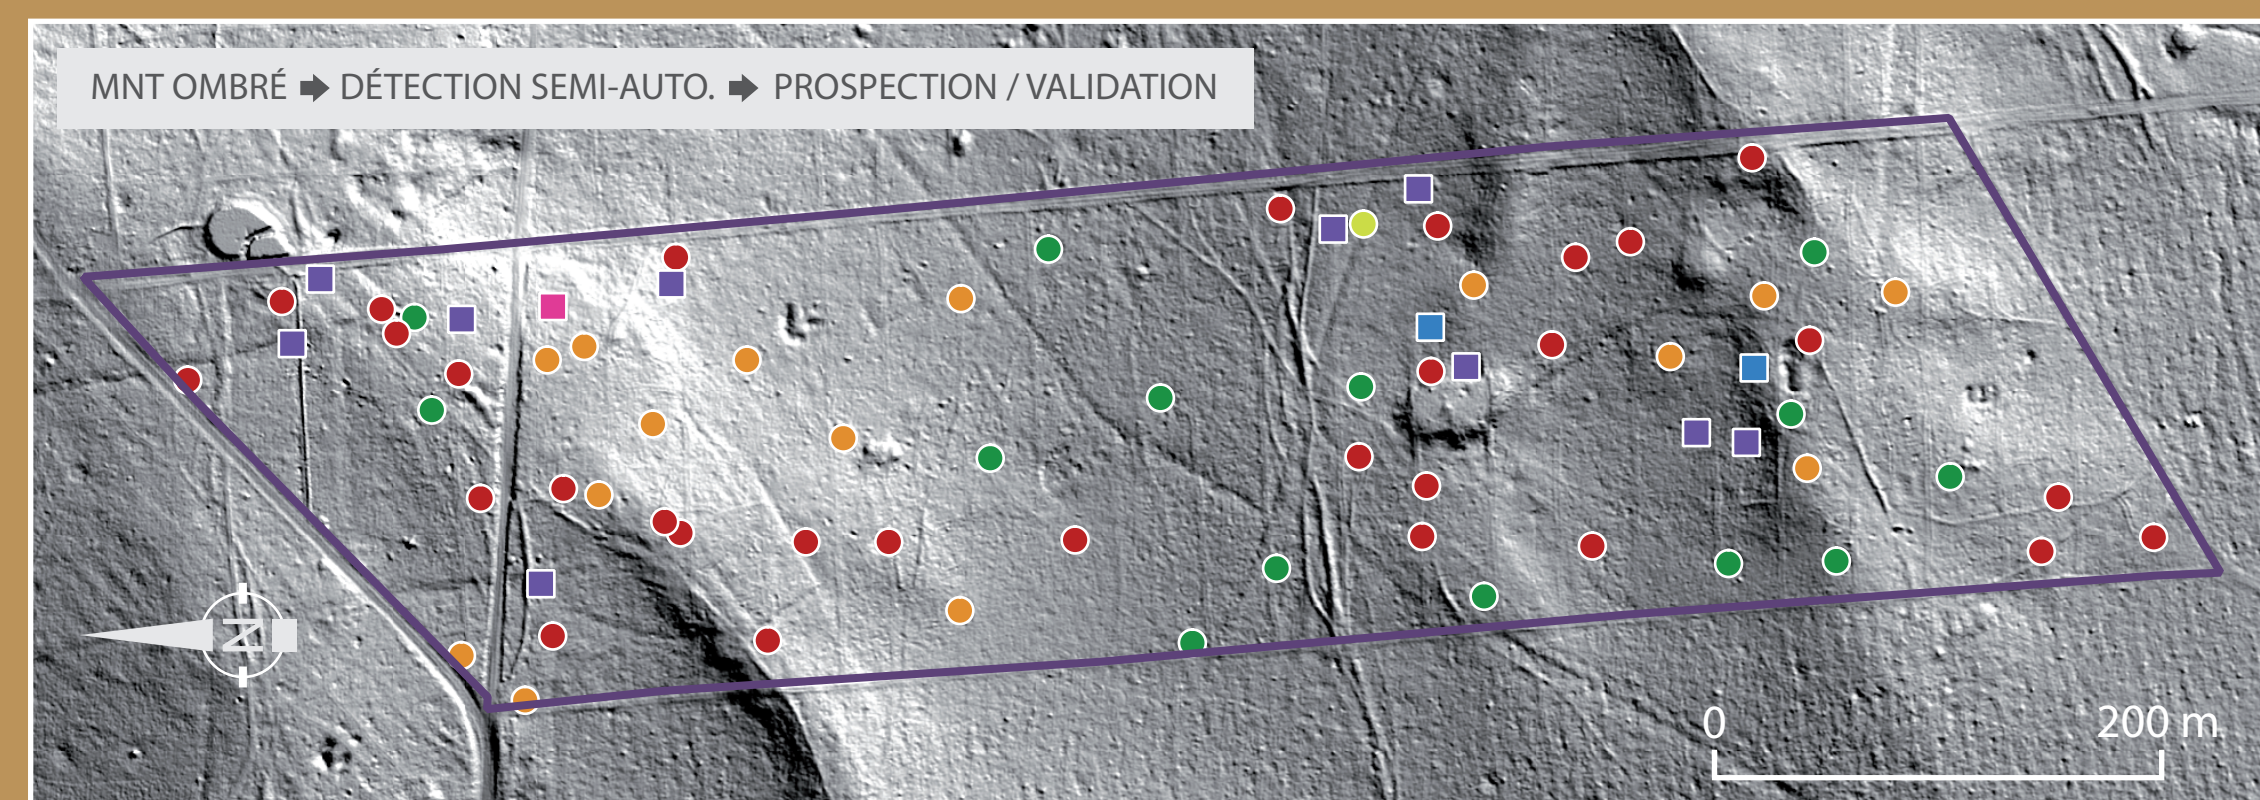 MNT OMBRÉ ➡ DÉTECTION SEMI-AUTO. ➡ PROSPECTION / VALIDATION
N
0 200 m